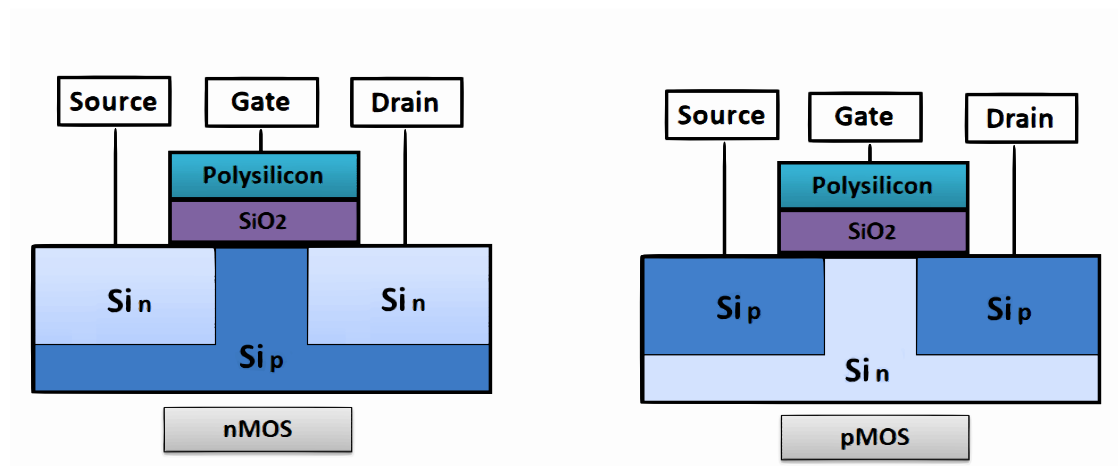 Source
Gate
Drain
Polysilicon
SiO2
Si n
Si n
Si p
nMOS
Source
Gate
Drain
Polysilicon
SiO2
Si p
Si p
Si n
pMOS